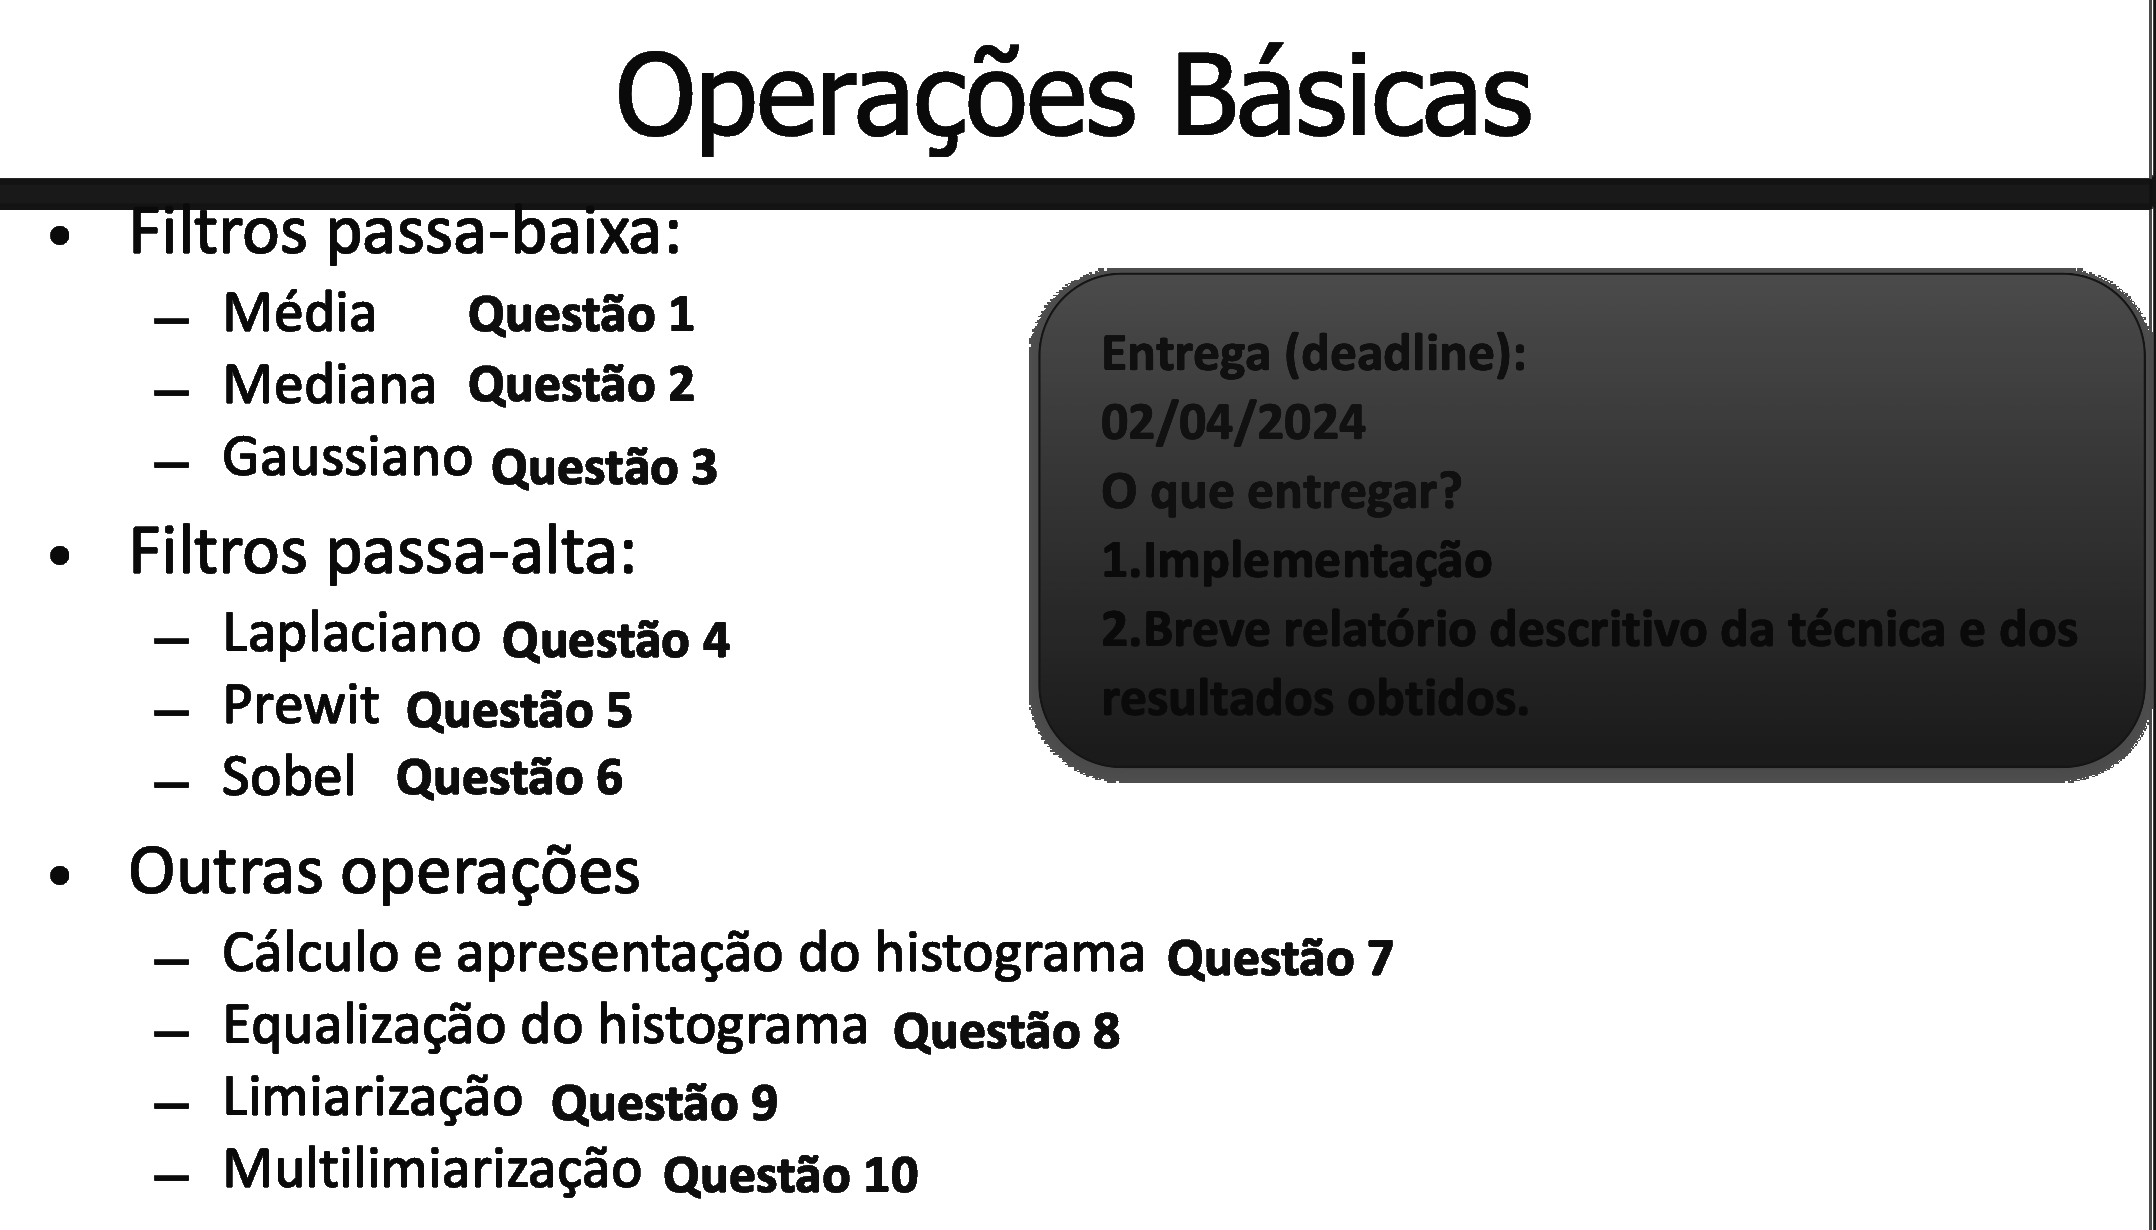 Operações Básicas
• Filtros passa-baixa:
– Média Questão 1
– Mediana Questão 2
– Gaussiano Questão 3
• Filtros passa-alta:
– Laplaciano Questão 4
– Prewit Questão 5
– Sobel Questão 6
• Outras operações
– Cálculo e apresentação do histograma Questão 7
– Equalização do histograma Questão 8
– Limiarização Questão 9
– Multilimiarização Questão 10
Entrega (deadline):
02/04/2024
O que entregar?
1.Implementação
2.Breve relatório descritivo da técnica e dos
resultados obtidos.